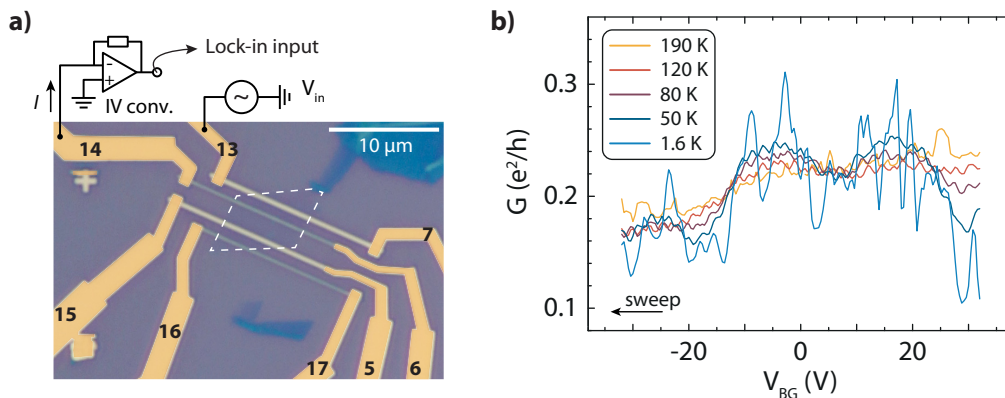 a)
Lock-in input
-
+
I
IV conv.
~
V_in
14
13
10 µm
7
15
16
17
5
6
b)
190 K
120 K
80 K
50 K
1.6 K
G (e²/h)
0.3
0.2
0.1
sweep
-20
0
20
V_BG (V)